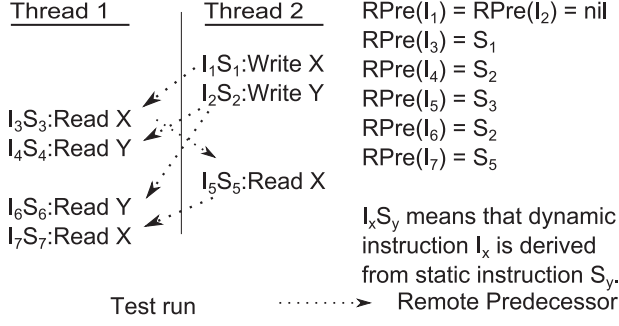 Thread 1
Thread 2
I1S1:Write X
I2S2:Write Y
I3S3:Read X
I4S4:Read Y
I5S5:Read X
I6S6:Read Y
I7S7:Read X
RPre(I1) = RPre(I2) = nil
RPre(I3) = S1
RPre(I4) = S2
RPre(I5) = S3
RPre(I6) = S2
RPre(I7) = S5
IxSy means that dynamic
instruction Ix is derived
from static instruction Sy.
Test run
Remote Predecessor